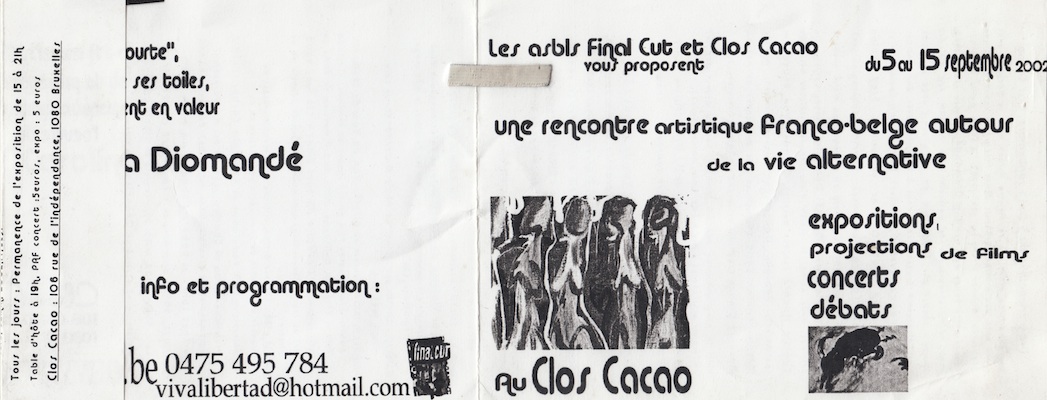 Tous les jours : Permanence de l'exposition de 15 à 21h
Table d'hôte à 19h. PAF concert :5euros, expo : 5 euros
Clos Cacao : 108 rue de l'indépendance, 1080 Bruxelles
ourte",
ses toiles,
ent en valeur
a Diomandé
info et programmation :
.be 0475 495 784
vivalibertad@hotmail.com
final cut
Les asbls Final Cut et Clos Cacao
vous proposent
du 5 au 15 septembre 2002
une rencontre artistique franco-belge autour
de la vie alternative
expositions,
projections de films
concerts
débats
Au Clos Cacao